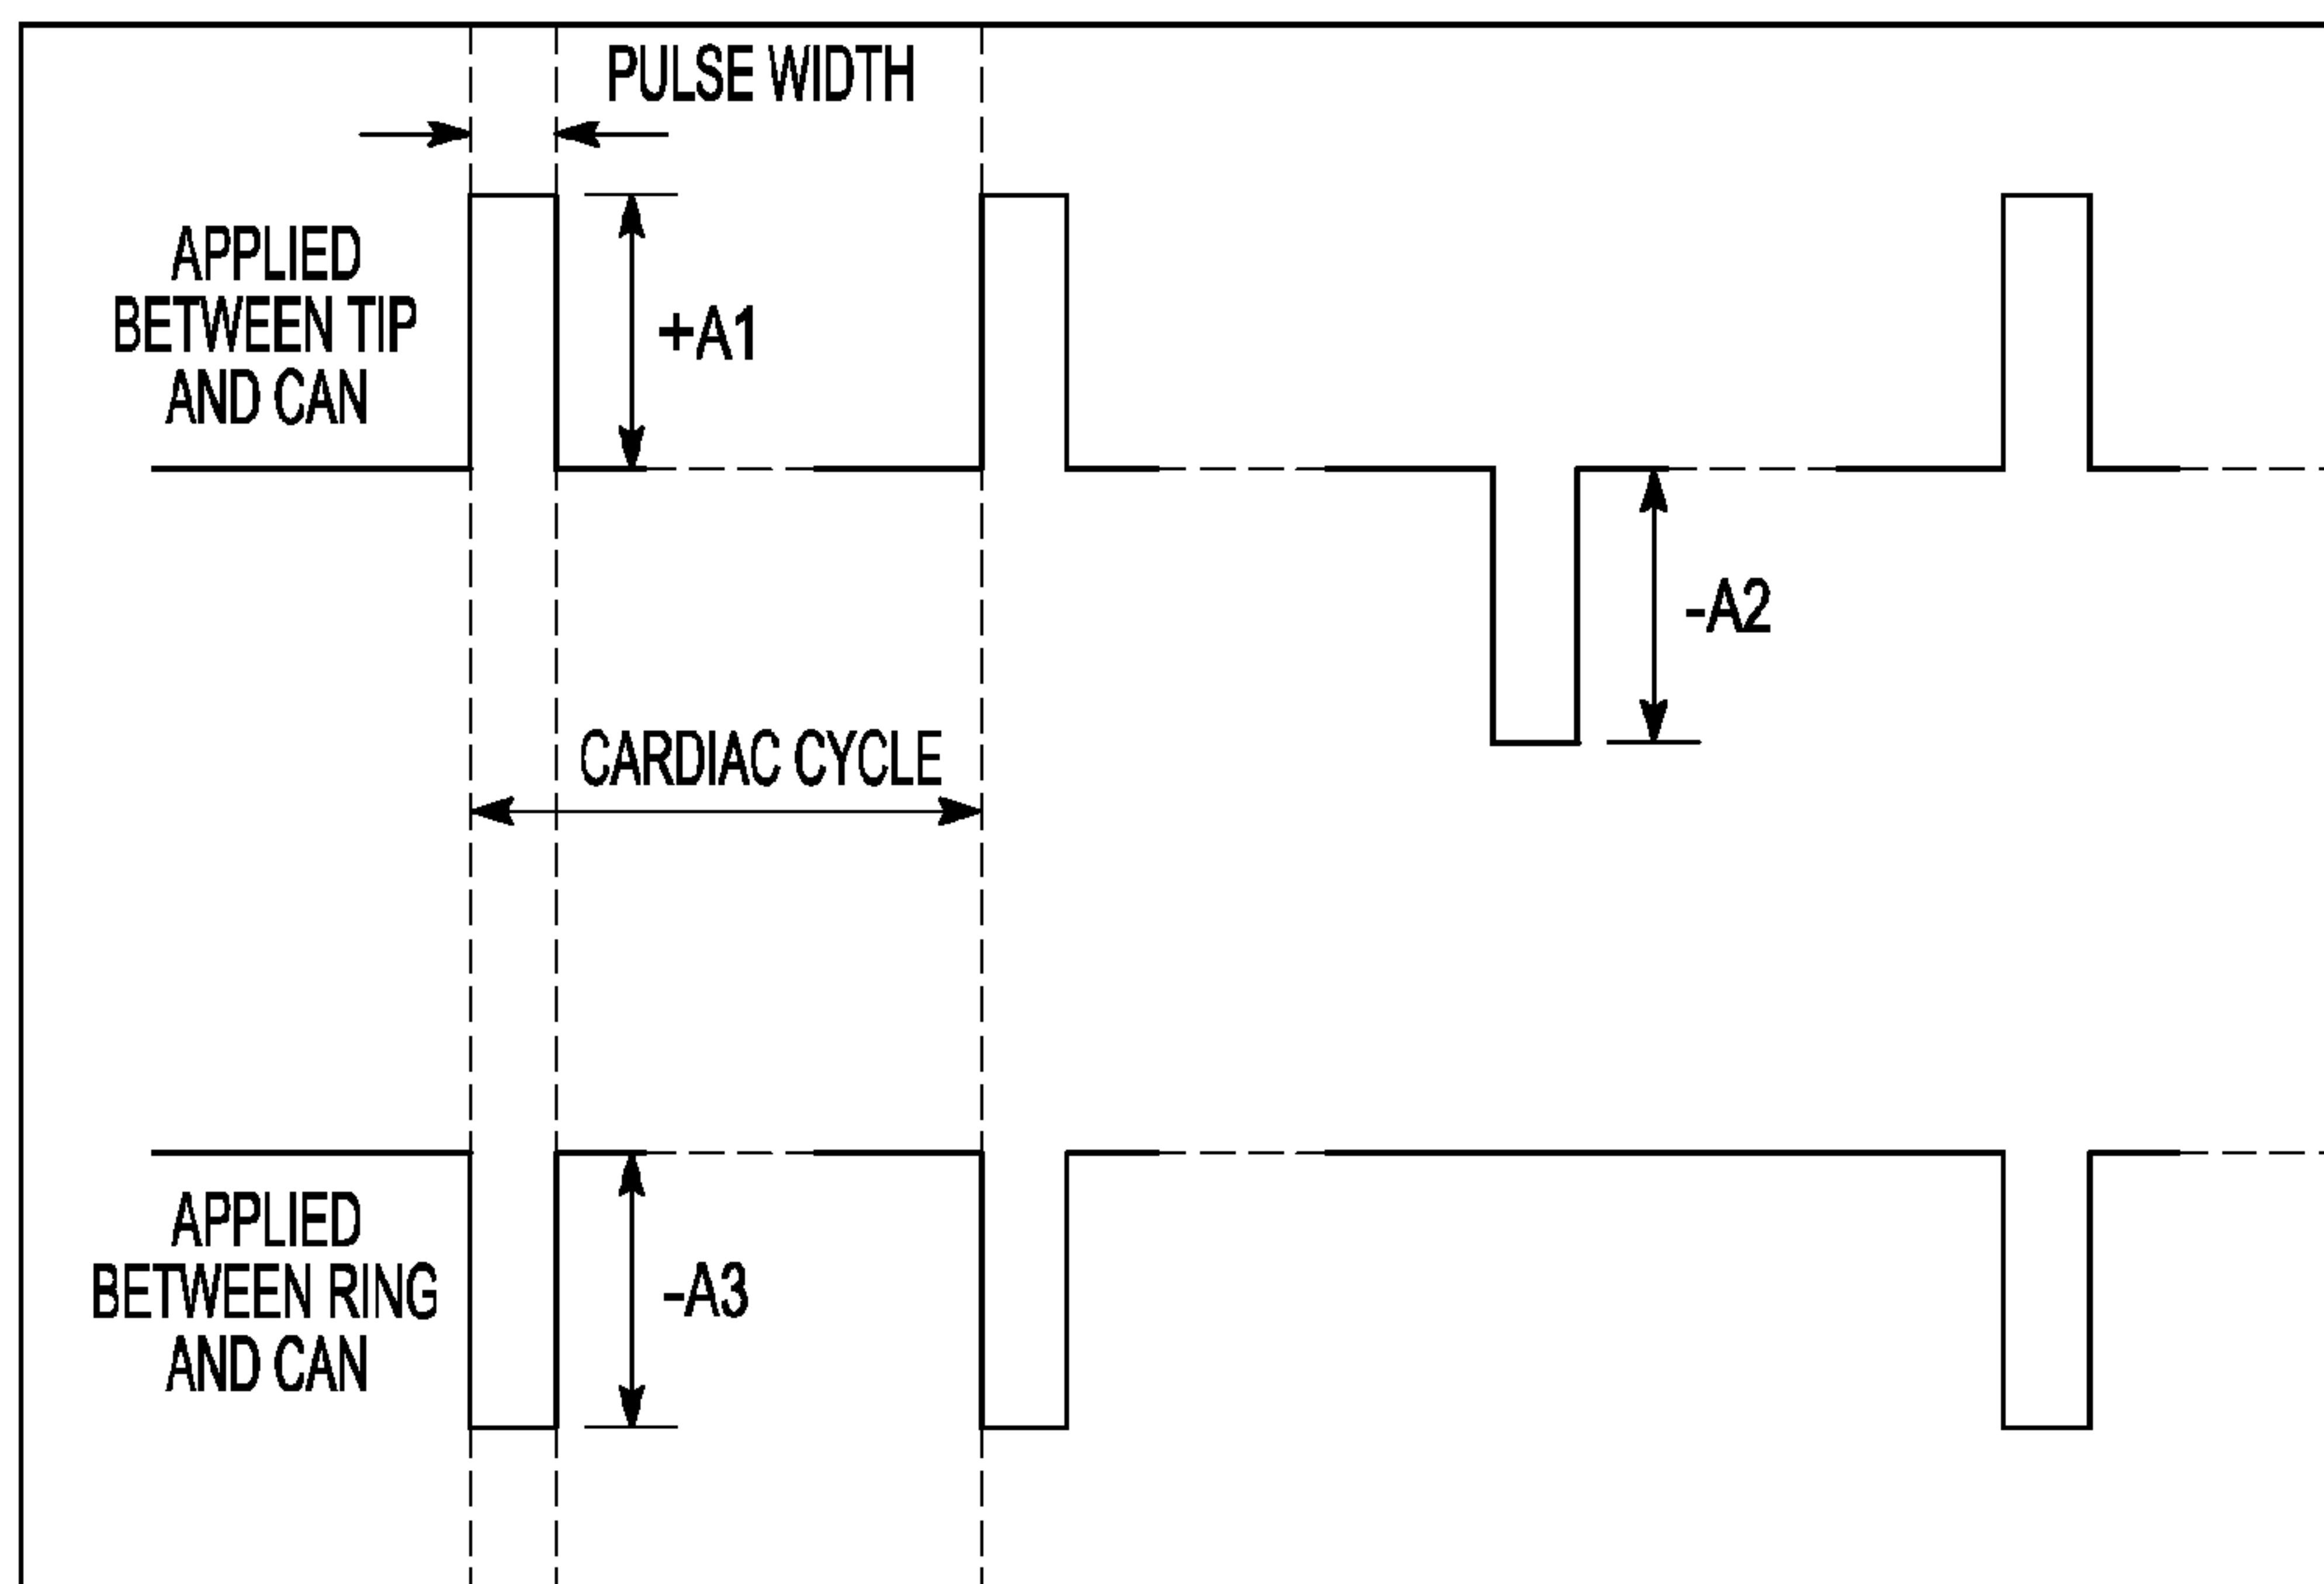 PULSE WIDTH
APPLIED
BETWEEN TIP
AND CAN
+A1
-A2
CARDIAC CYCLE
APPLIED
BETWEEN RING
AND CAN
-A3